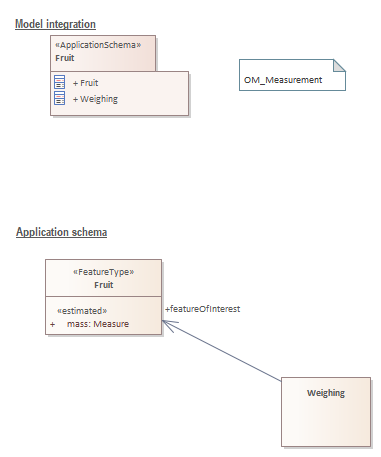 Model integration
«ApplicationSchema»
Fruit
+ Fruit
+ Weighing
OM_Measurement
Application schema
«FeatureType»
Fruit
«estimated»
+ mass: Measure
+featureOfInterest
Weighing